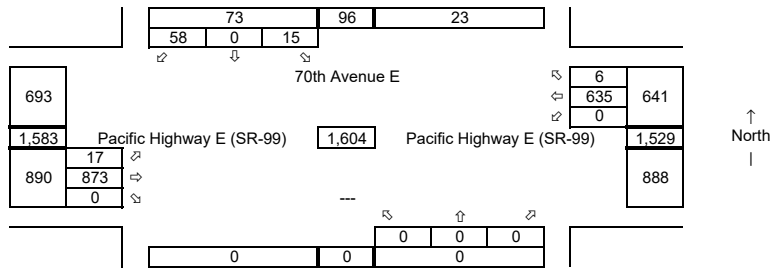 73 96 23
58 0 15
⬃ ⇩ ⬂
70th Avenue E ⬁ 6
693 ⇦ 635 641
⬃ 0 ↑
1,583 Pacific Highway E (SR-99) 1,604 Pacific Highway E (SR-99) 1,529 North
17 ⬀ |
890 873 ⇨ 888
0 ⬂ ---
⬁ ⇧ ⬀
0 0 0
0 0 0